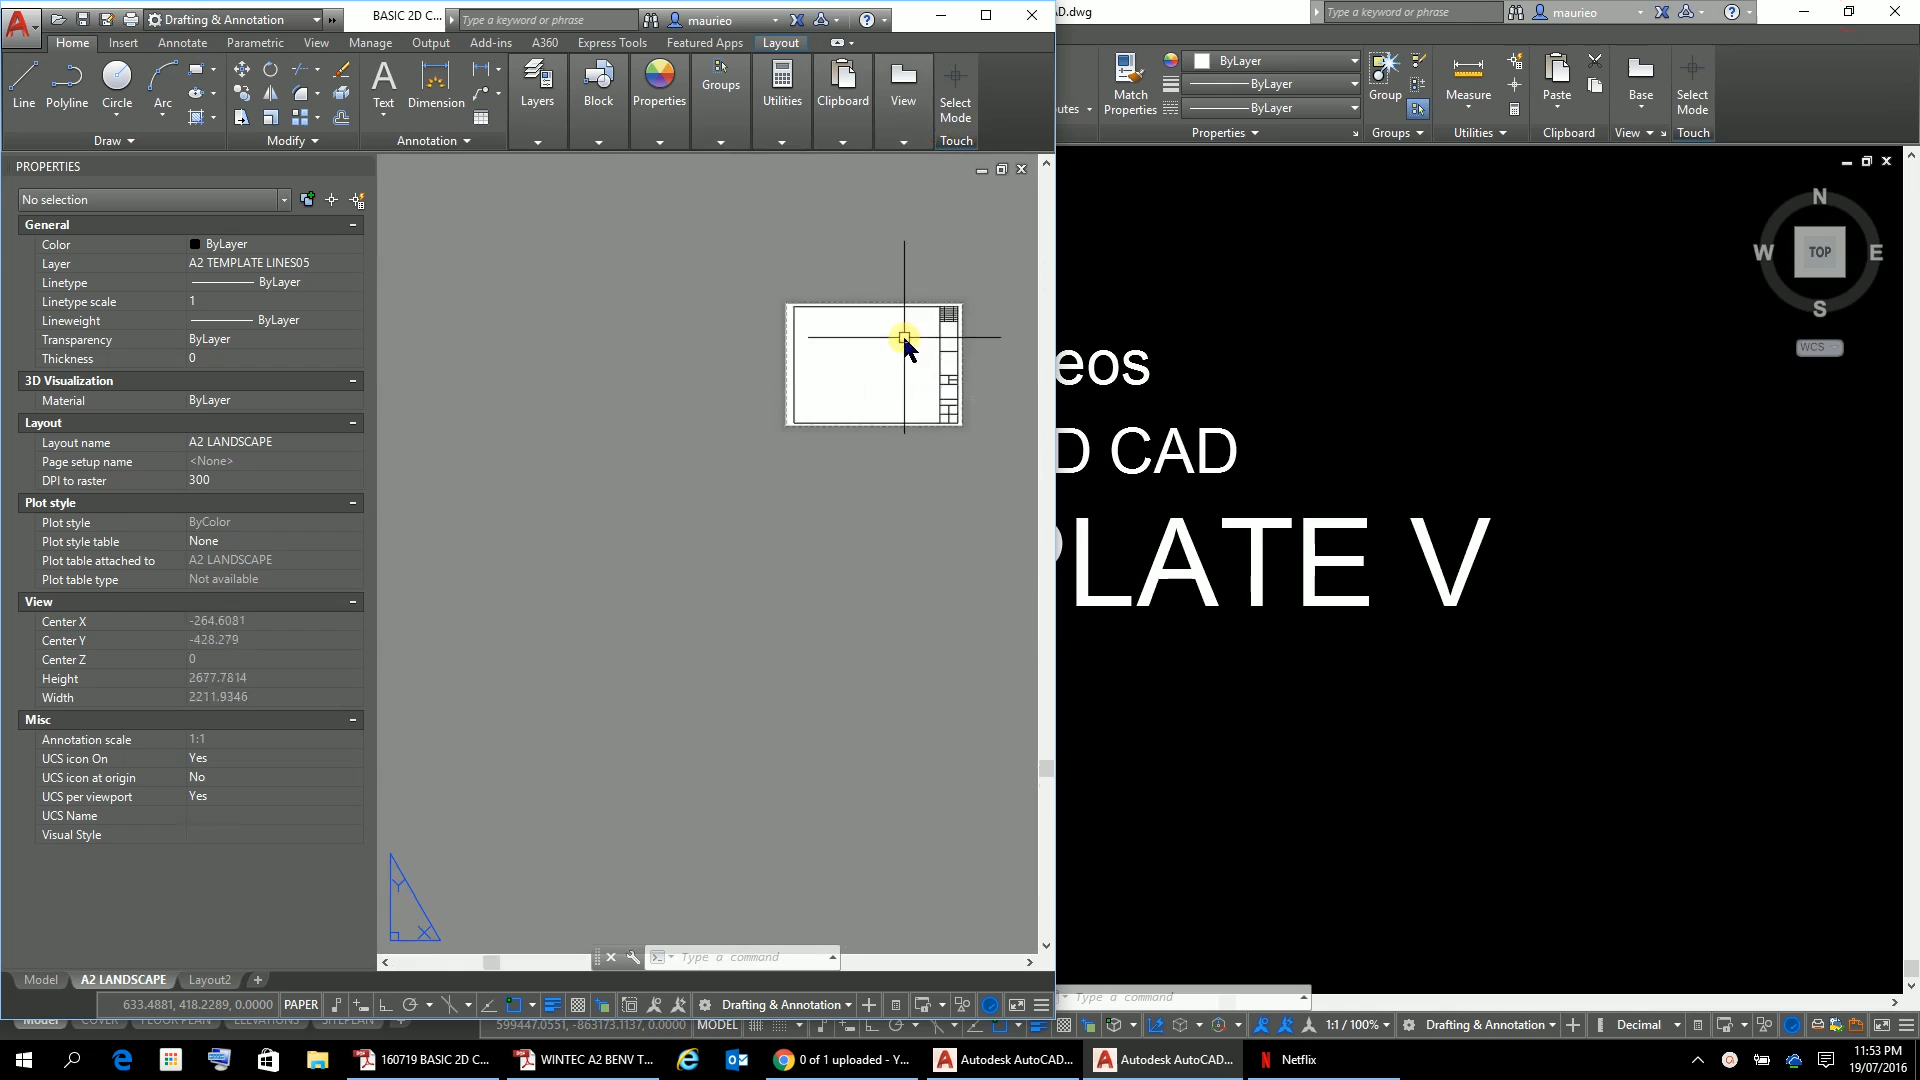 Drafting & Annotation
BASIC 2D C...
Type a keyword or phrase
maurieo
D.dwg
Type a keyword or phrase
maurieo
Home Insert Annotate Parametric View Manage Output Add-ins A360 Express Tools Featured Apps Layout
Line Polyline Circle Arc
Text Dimension
Layers Block Properties Groups Utilities Clipboard View
Select Mode
Draw Modify Annotation Touch
Match Properties
ByLayer
ByLayer
ByLayer
Group Measure Paste Base
Select Mode
Properties Groups Utilities Clipboard View Touch
PROPERTIES
No selection
General
Color ByLayer
Layer A2 TEMPLATE LINES05
Linetype ByLayer
Linetype scale 1
Lineweight ByLayer
Transparency ByLayer
Thickness 0
3D Visualization
Material ByLayer
Layout
Layout name A2 LANDSCAPE
Page setup name <None>
DPI to raster 300
Plot style
Plot style ByColor
Plot style table None
Plot table attached to A2 LANDSCAPE
Plot table type Not available
View
Center X -264.6081
Center Y -428.279
Center Z 0
Height 2677.7814
Width 2211.9346
Misc
Annotation scale 1:1
UCS icon On Yes
UCS icon at origin No
UCS per viewport Yes
UCS Name
Visual Style
Y
X
N
W TOP E
S
WCS
eos
D CAD
PLATE V
Type a command
Type a command
Model A2 LANDSCAPE Layout2 +
633.4881, 418.2289, 0.0000 PAPER
Drafting & Annotation
Model COVER FLOOR PLAN ELEVATIONS SITEPLAN
599447.0551, -863173.1137, 0.0000 MODEL
1:1 / 100% Drafting & Annotation Decimal
160719 BASIC 2D C...
WINTEC A2 BENV T...
0 of 1 uploaded - Y...
Autodesk AutoCAD...
Autodesk AutoCAD...
Netflix
11:53 PM
19/07/2016